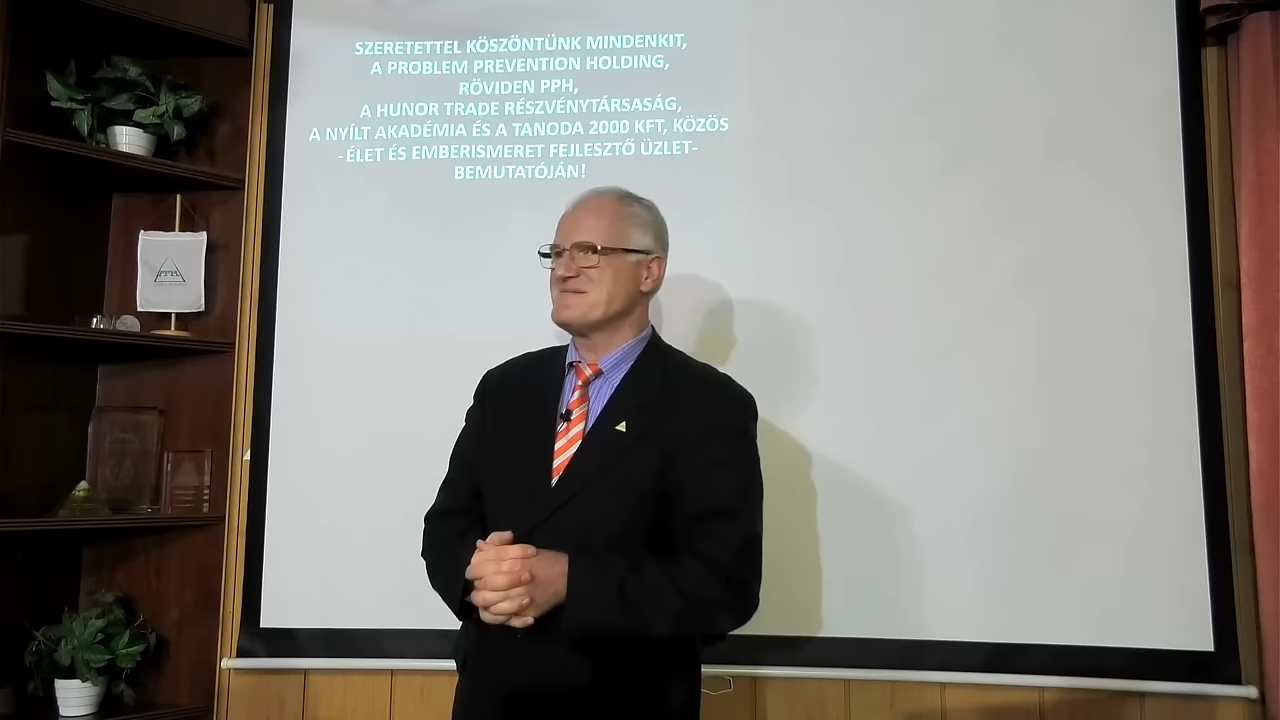 SZERETETTEL KÖSZÖNTÜNK MINDENKIT,
A PROBLEM PREVENTION HOLDING,
RÖVIDEN PPH,
A HUNOR TRADE RÉSZVÉNYTÁRSASÁG,
A NYÍLT AKADÉMIA ÉS A TANODA 2000 KFT, KÖZÖS
- ÉLET ÉS EMBERISMERET FEJLESZTŐ ÜZLET-
BEMUTATÓJÁN!
PPH